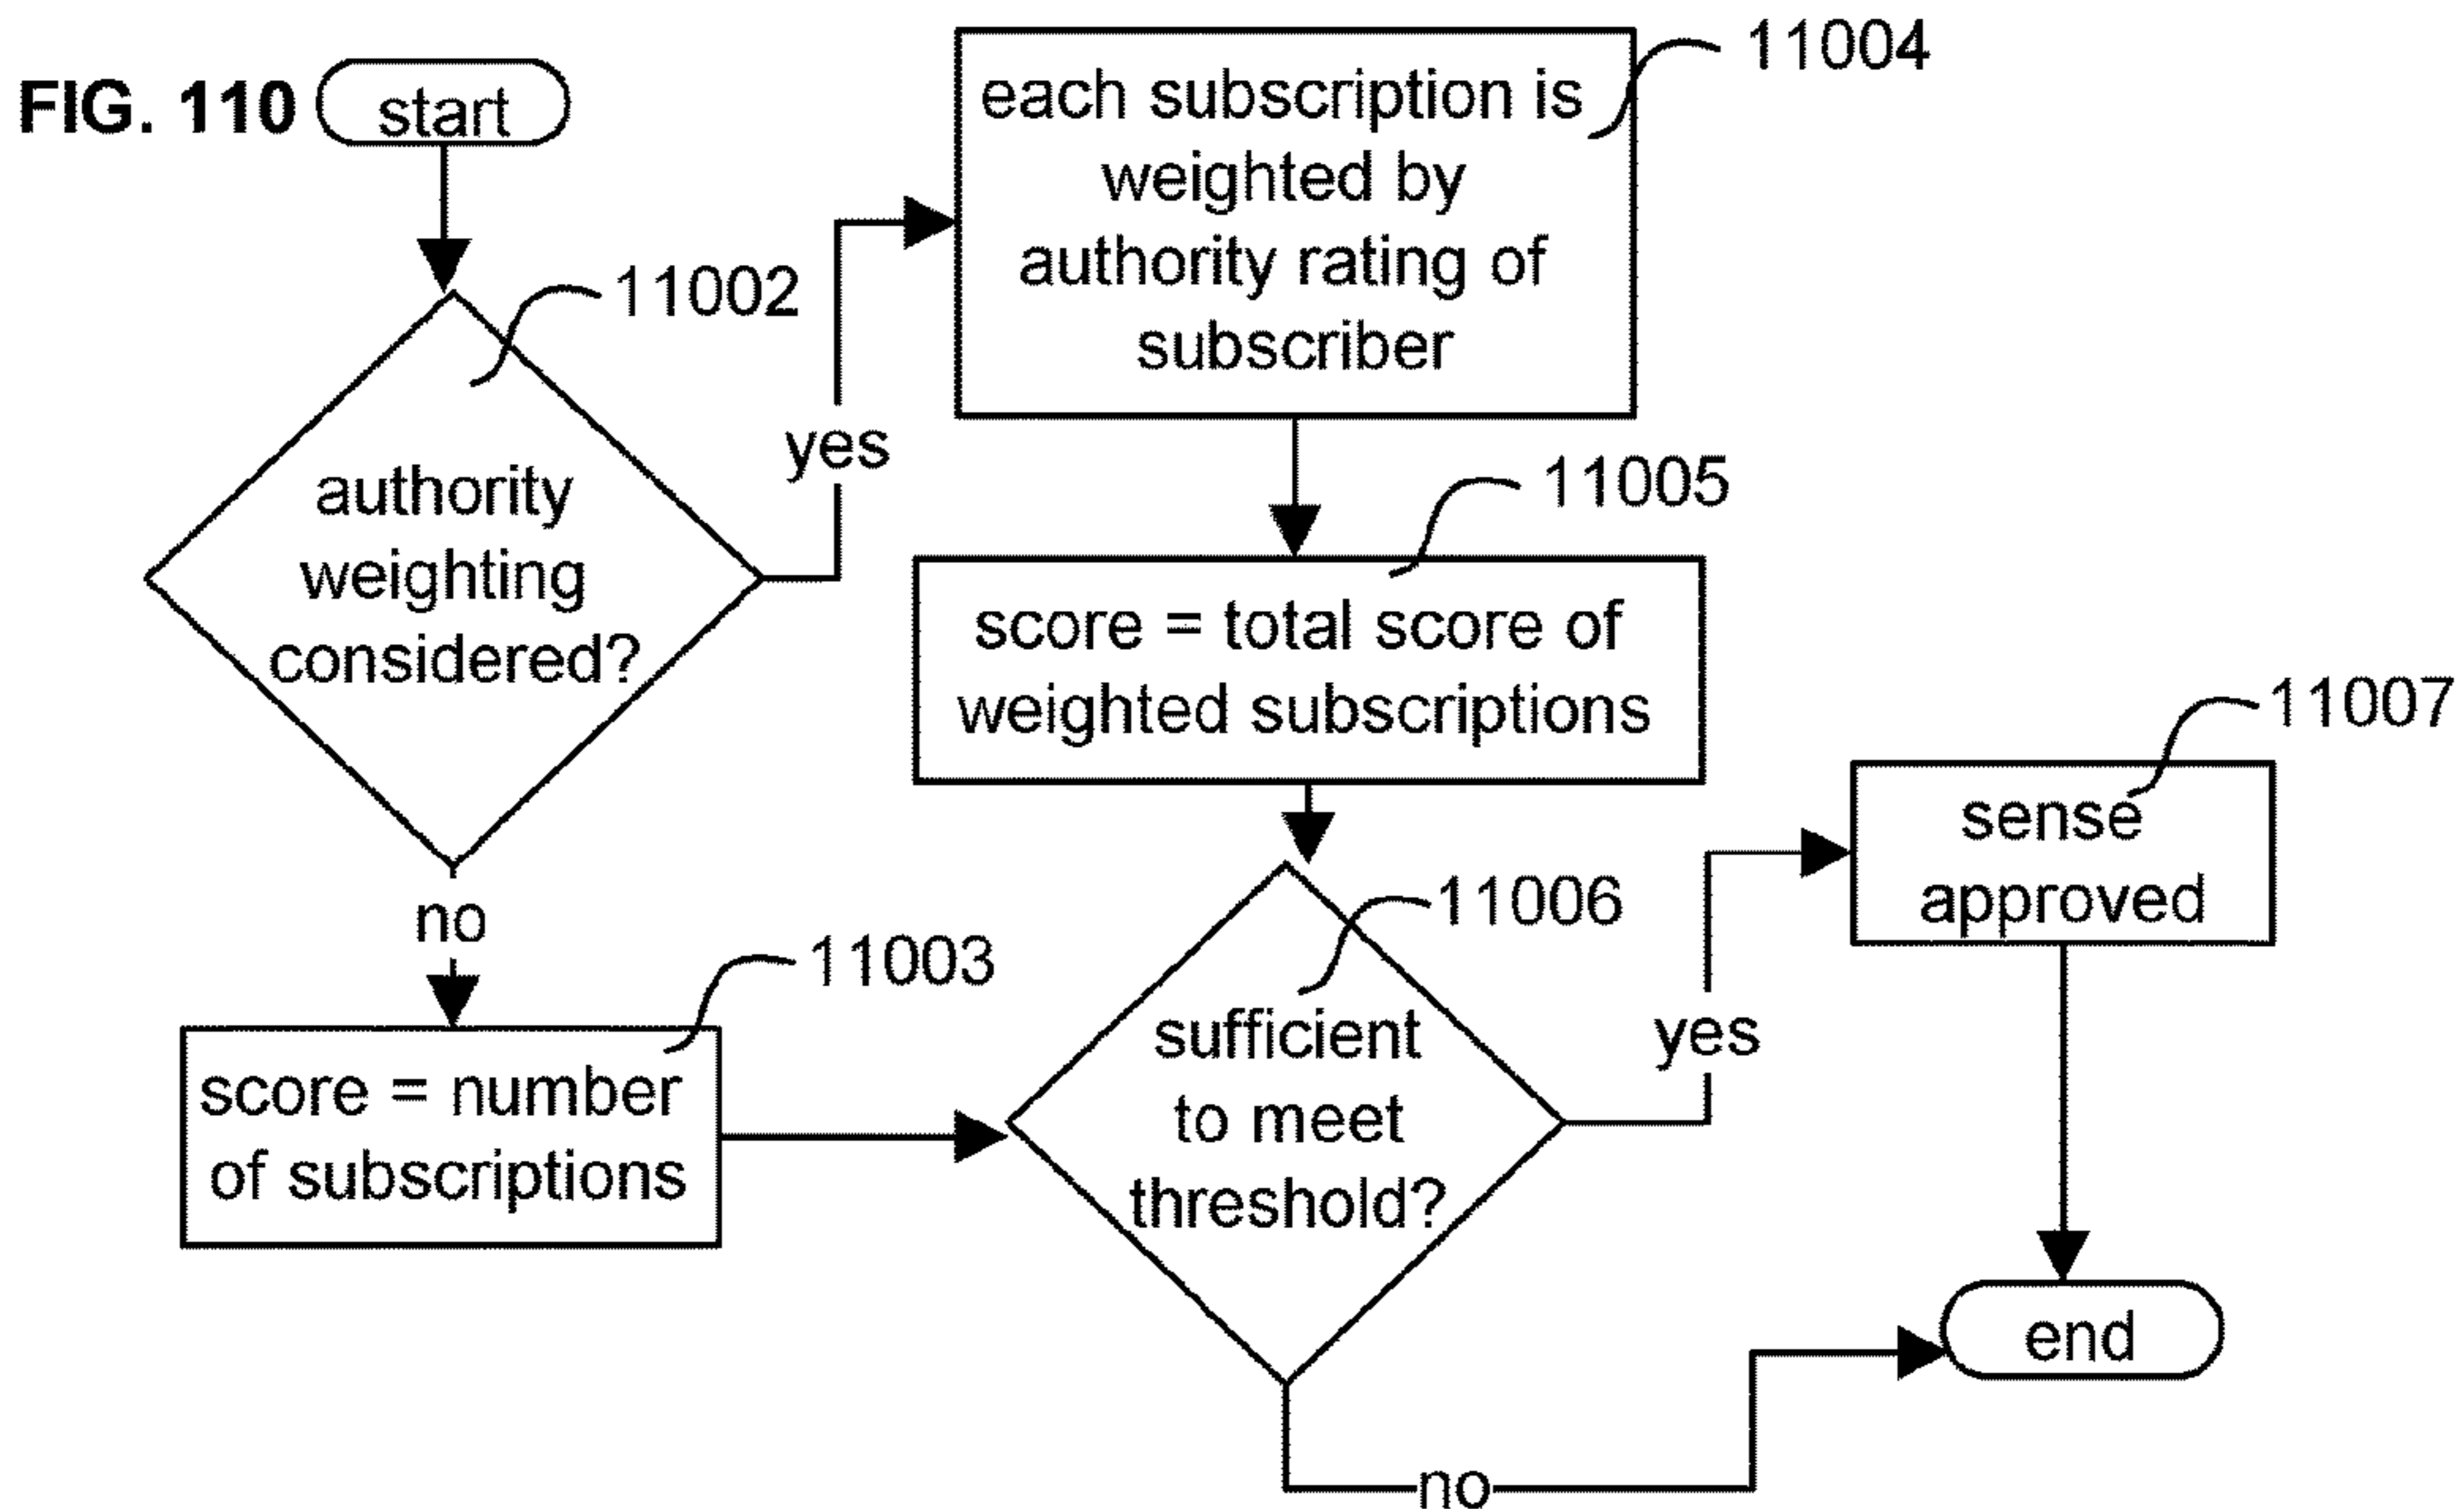 FIG. 110
start
11002
authority
weighting
considered?
yes
no
11003
score = number
of subscriptions
11004
each subscription is
weighted by
authority rating of
subscriber
11005
score = total score of
weighted subscriptions
11006
sufficient
to meet
threshold?
yes
no
11007
sense
approved
end